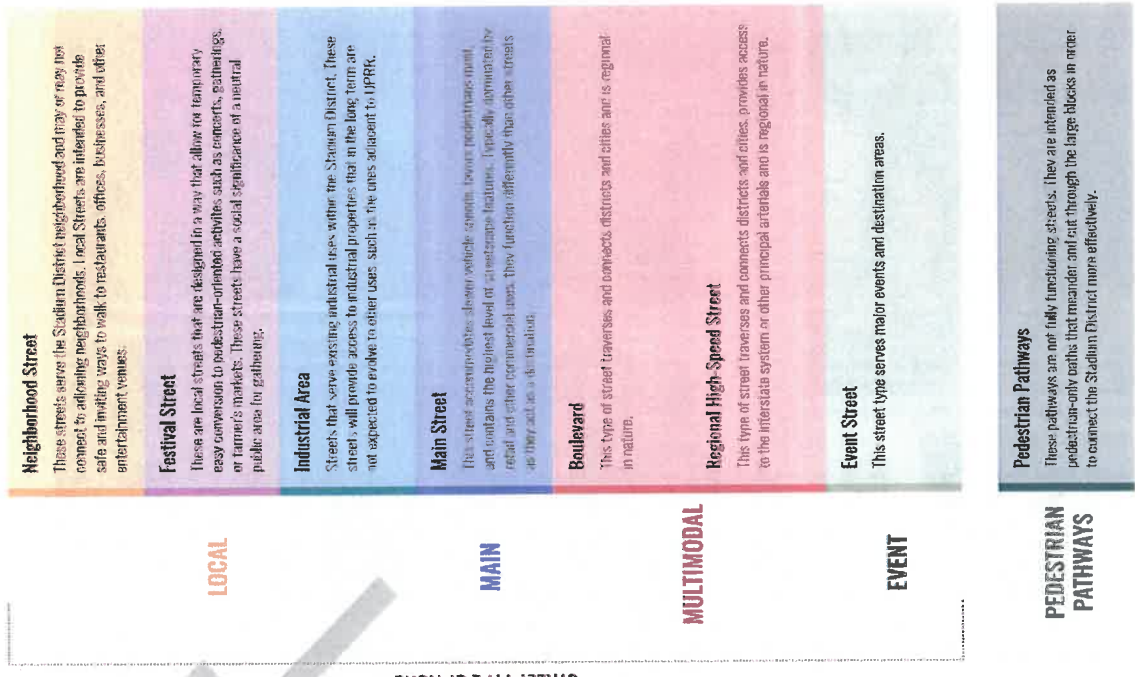 Neighborhood Street
These streets serve the Stadium District neighborhood and may or may not
connect to adjoining neighborhoods. Local Streets are intended to provide
safe and inviting ways to walk to restaurants, offices, businesses, and other
entertainment venues.
LOCAL
Festival Street
These are local streets that are designed in a way that allow for temporary
easy conversion to pedestrian-oriented activites such as concerts, gatherings,
or farmer's markets. These streets have a social significance of a neutral
public area for gathering.
Industrial Area
Streets that serve existing industrial uses within the Stadium District. These
streets will provide access to industrial properties that in the long term are
not expected to evolve to other uses, such as the ones adjacent to UPRR.
MAIN
Main Street
This street accommodates slower vehicle speeds, favors pedestrians most,
and contains the highest level of streetscape features. Typically dominated by
retail and other commercial uses, they function differently than other streets
as they act as a destination.
MULTIMODAL
Boulevard
This type of street traverses and connects districts and cities and is regional
in nature.
Regional High-Speed Street
This type of street traverses and connects districts and cities, provides access
to the interstate system or other principal arterials and is regional in nature.
EVENT
Event Street
This street type serves major events and destination areas.
PEDESTRIAN
PATHWAYS
Pedestrian Pathways
These pathways are not fully functioning streets. They are intended as
pedestrian-only paths that meander and cut through the large blocks in order
to connect the Stadium District more effectively.